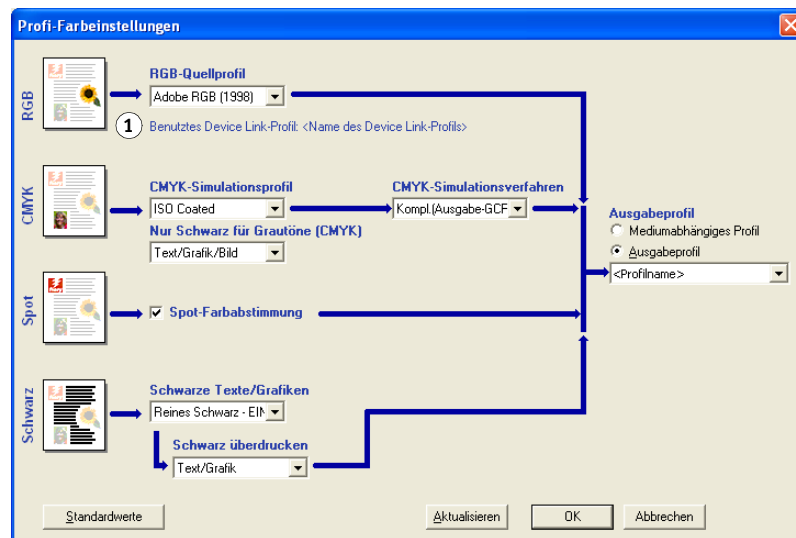 Profi-Farbeinstellungen
RGB
RGB-Quellprofil
Adobe RGB (1998)
1
Benutztes Device Link-Profil: <Name des Device Link-Profils>
CMYK
CMYK-Simulationsprofil
ISO Coated
CMYK-Simulationsverfahren
Kompl.(Ausgabe-GCF
Nur Schwarz für Grautöne (CMYK)
Text/Grafik/Bild
Ausgabeprofil
Mediumabhängiges Profil
Ausgabeprofil
<Profilname>
Spot
Spot-Farbabstimmung
Schwarz
Schwarze Texte/Grafiken
Reines Schwarz - EIN
Schwarz überdrucken
Text/Grafik
Standardwerte
Aktualisieren
OK
Abbrechen